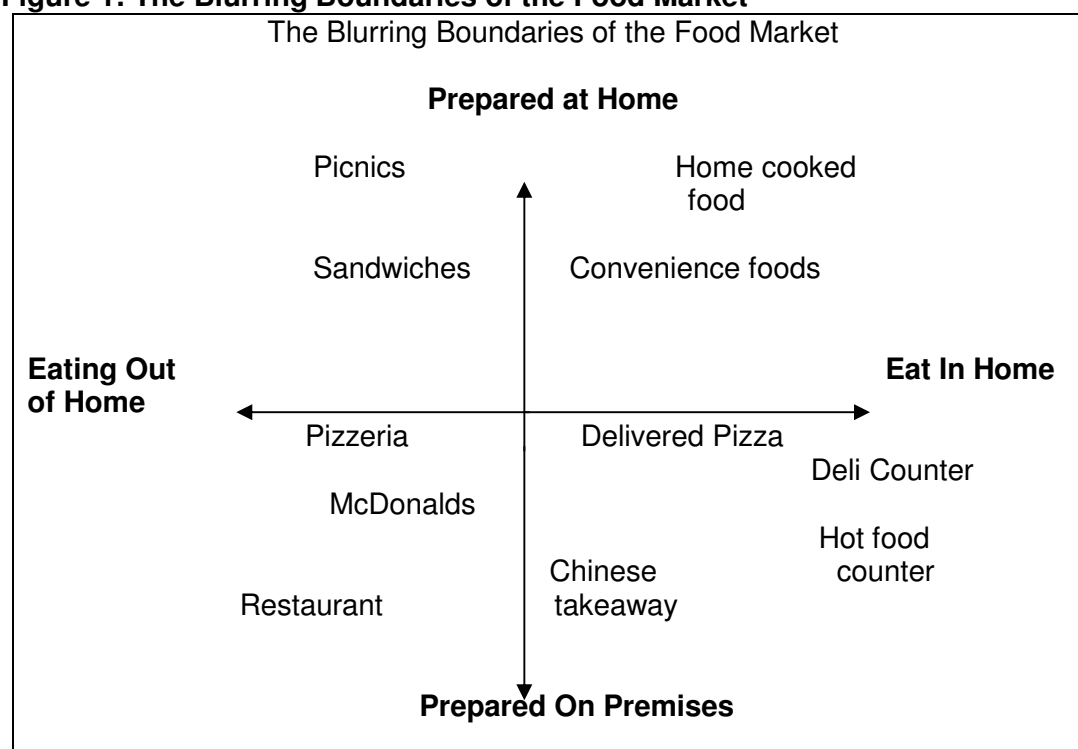 Figure 1: The Blurring Boundaries of the Food Market
The Blurring Boundaries of the Food Market
Prepared at Home
Picnics
Home cooked
food
Sandwiches
Convenience foods
Eating Out
of Home
Eat In Home
Pizzeria
Delivered Pizza
Deli Counter
McDonalds
Hot food
counter
Chinese
takeaway
Restaurant
Prepared On Premises